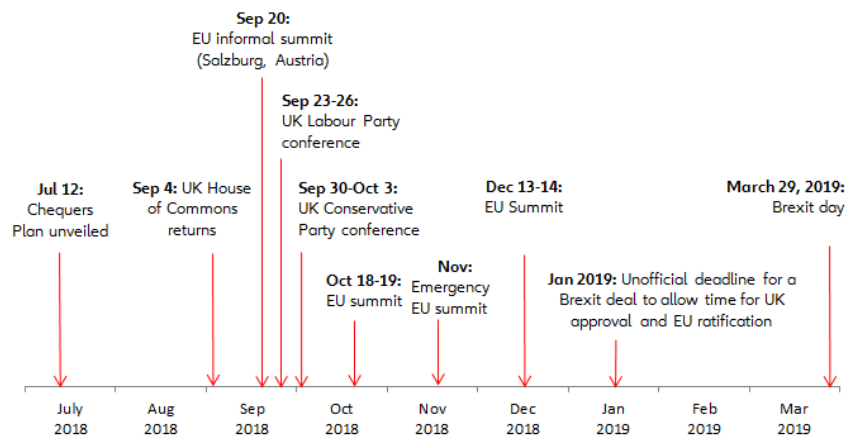 Sep 20:
EU informal summit
(Salzburg, Austria)
Sep 23-26:
UK Labour Party
conference
Jul 12:
Chequers
Plan unveiled
Sep 4: UK House
of Commons
returns
Sep 30-Oct 3:
UK Conservative
Party conference
Oct 18-19:
EU summit
Nov:
Emergency
EU summit
Dec 13-14:
EU Summit
Jan 2019: Unofficial deadline for a
Brexit deal to allow time for UK
approval and EU ratification
March 29, 2019:
Brexit day
July
2018
Aug
2018
Sep
2018
Oct
2018
Nov
2018
Dec
2018
Jan
2019
Feb
2019
Mar
2019